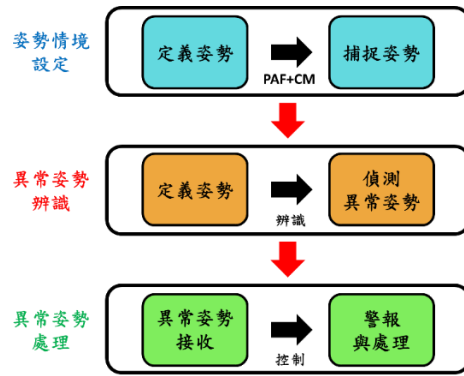 姿勢情境
設定
定義姿勢
PAF+CM
捕捉姿勢
異常姿勢
辨識
定義姿勢
辨識
偵測
異常姿勢
異常姿勢
處理
異常姿勢
接收
控制
警報
與處理